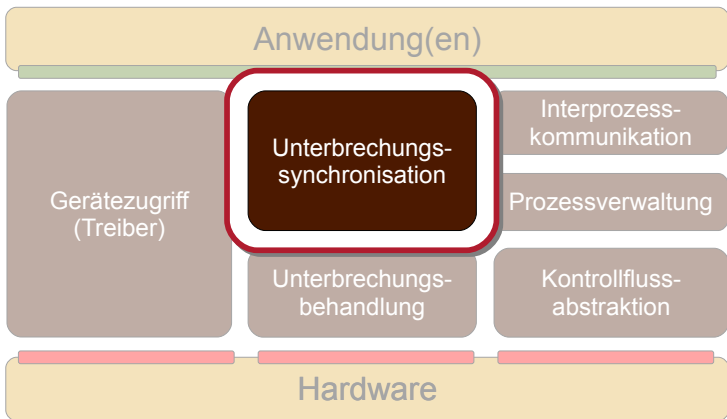 Anwendung(en)
Gerätezugriff
(Treiber)
Unterbrechungs-
synchronisation
Unterbrechungs-
behandlung
Interprozess-
kommunikation
Prozessverwaltung
Kontrollfluss-
abstraktion
Hardware